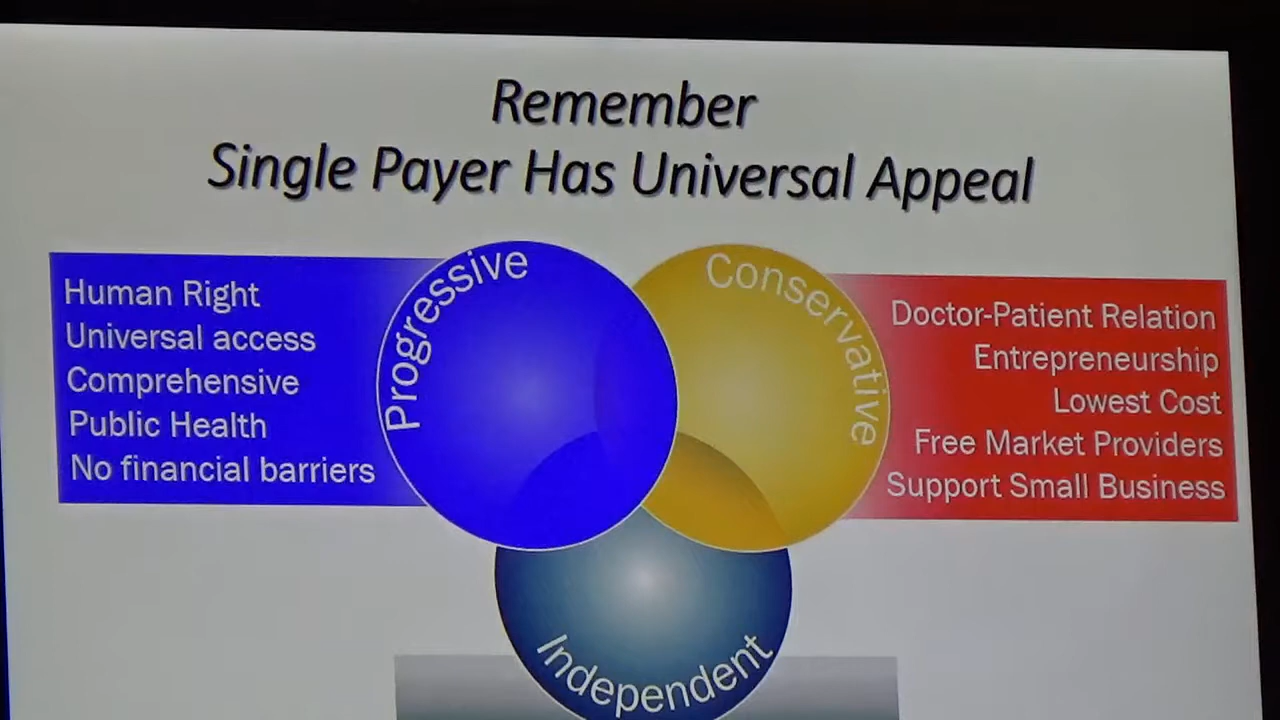 Remember
Single Payer Has Universal Appeal
Progressive
Conservative
Human Right
Universal access
Comprehensive
Public Health
No financial barriers
Doctor-Patient Relation
Entrepreneurship
Lowest Cost
Free Market Providers
Support Small Business
Independent